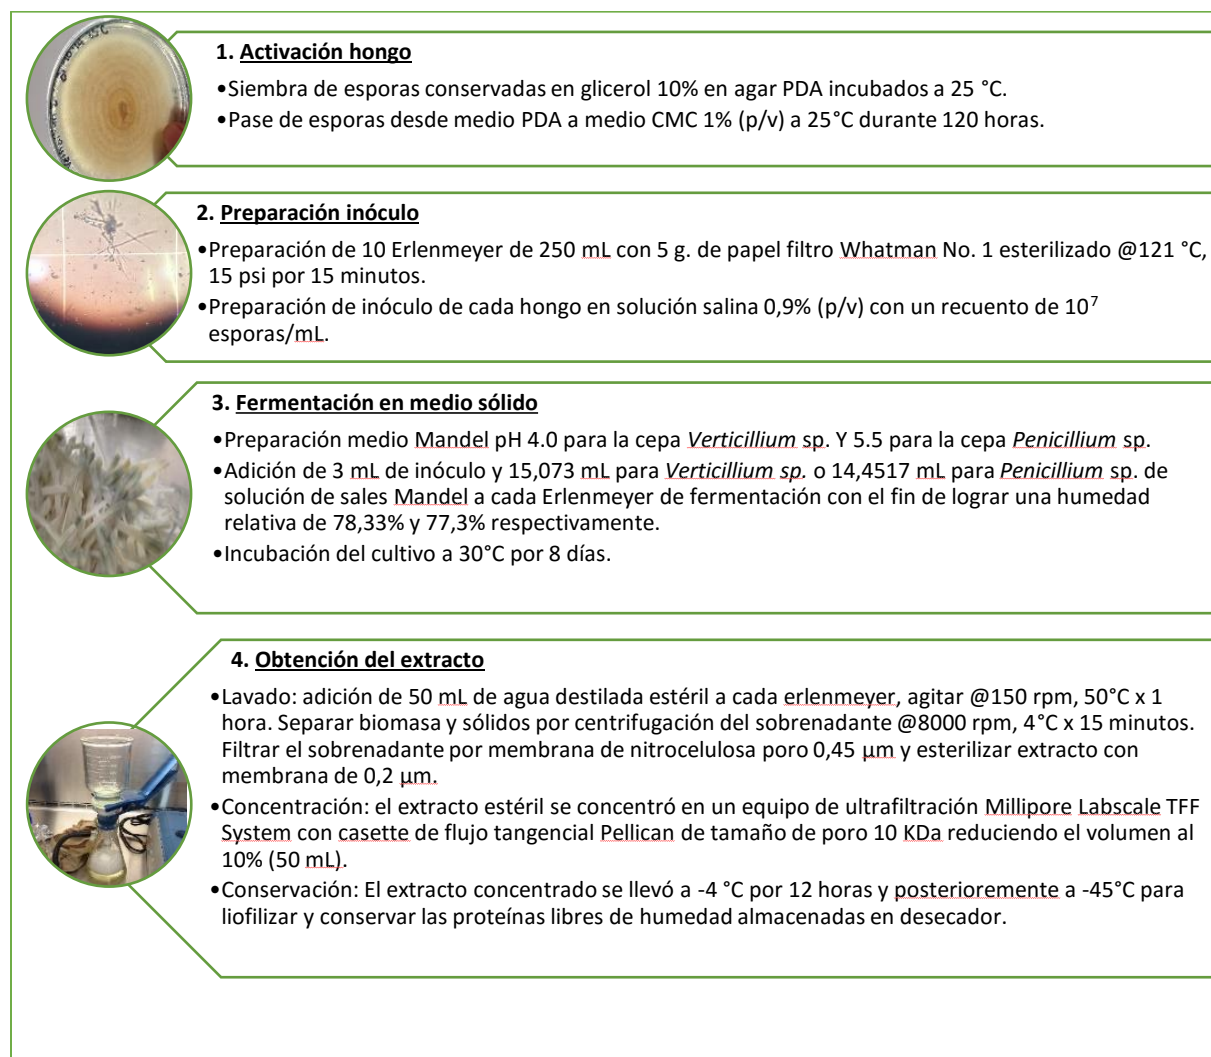 1. Activación hongo
•Siembra de esporas conservadas en glicerol 10% en agar PDA incubados a 25 °C.
•Pase de esporas desde medio PDA a medio CMC 1% (p/v) a 25°C durante 120 horas.
2. Preparación inóculo
•Preparación de 10 Erlenmeyer de 250 mL con 5 g. de papel filtro Whatman No. 1 esterilizado @121 °C,
15 psi por 15 minutos.
•Preparación de inóculo de cada hongo en solución salina 0,9% (p/v) con un recuento de 10⁷
esporas/mL.
3. Fermentación en medio sólido
•Preparación medio Mandel pH 4.0 para la cepa Verticillium sp. Y 5.5 para la cepa Penicillium sp.
•Adición de 3 mL de inóculo y 15,073 mL para Verticillium sp. o 14,4517 mL para Penicillium sp. de
solución de sales Mandel a cada Erlenmeyer de fermentación con el fin de lograr una humedad
relativa de 78,33% y 77,3% respectivamente.
•Incubación del cultivo a 30°C por 8 días.
4. Obtención del extracto
•Lavado: adición de 50 mL de agua destilada estéril a cada erlenmeyer, agitar @150 rpm, 50°C x 1
hora. Separar biomasa y sólidos por centrifugación del sobrenadante @8000 rpm, 4°C x 15 minutos.
Filtrar el sobrenadante por membrana de nitrocelulosa poro 0,45 µm y esterilizar extracto con
membrana de 0,2 µm.
•Concentración: el extracto estéril se concentró en un equipo de ultrafiltración Millipore Labscale TFF
System con casette de flujo tangencial Pellican de tamaño de poro 10 KDa reduciendo el volumen al
10% (50 mL).
•Conservación: El extracto concentrado se llevó a -4 °C por 12 horas y posterioremente a -45°C para
liofilizar y conservar las proteínas libres de humedad almacenadas en desecador.